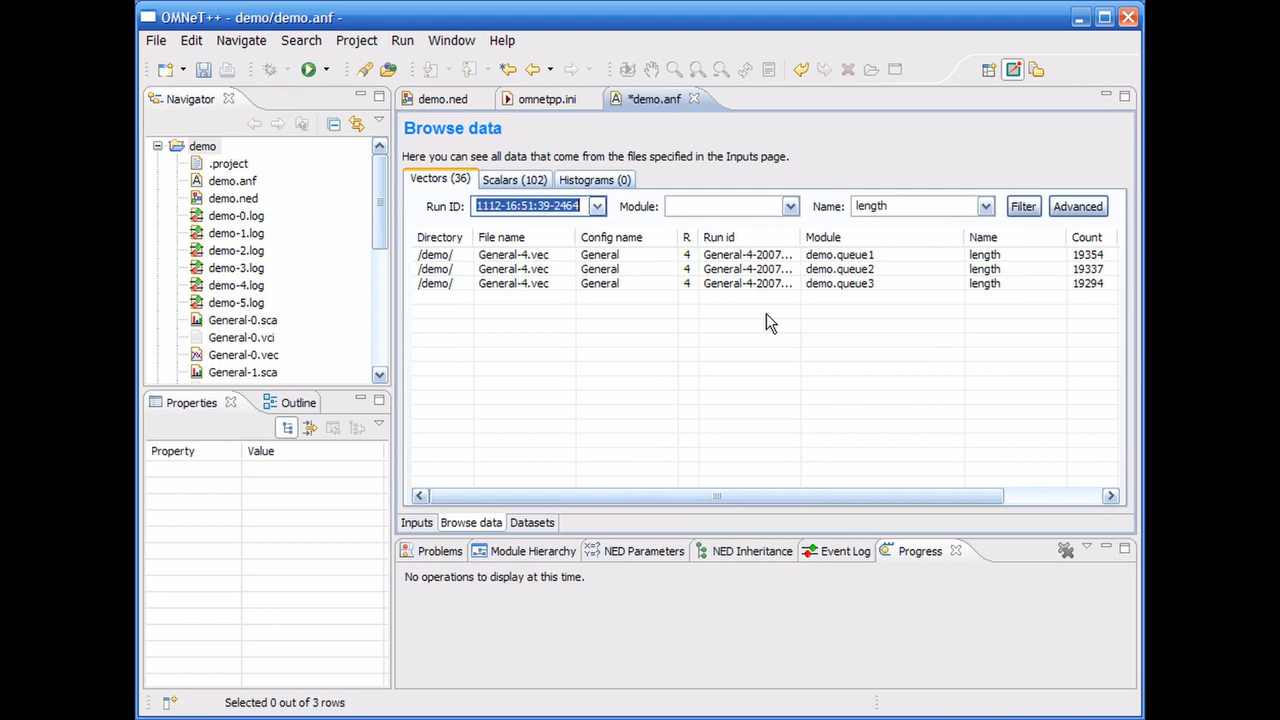 OMNeT++ - demo/demo.anf -
File Edit Navigate Search Project Run Window Help
Navigator
demo
.project
demo.anf
demo.ned
demo-0.log
demo-1.log
demo-2.log
demo-3.log
demo-4.log
demo-5.log
General-0.sca
General-0.vci
General-0.vec
General-1.sca
Properties Outline
Property Value
demo.ned omnetpp.ini *demo.anf
Browse data
Here you can see all data that come from the files specified in the Inputs page.
Vectors (36) Scalars (102) Histograms (0)
Run ID: 1112-16:51:39-2464 Module: Name: length Filter Advanced
Directory File name Config name R Run id Module Name Count
/demo/ General-4.vec General 4 General-4-2007... demo.queue1 length 19354
/demo/ General-4.vec General 4 General-4-2007... demo.queue2 length 19337
/demo/ General-4.vec General 4 General-4-2007... demo.queue3 length 19294
Inputs Browse data Datasets
Problems Module Hierarchy NED Parameters NED Inheritance Event Log Progress
No operations to display at this time.
Selected 0 out of 3 rows